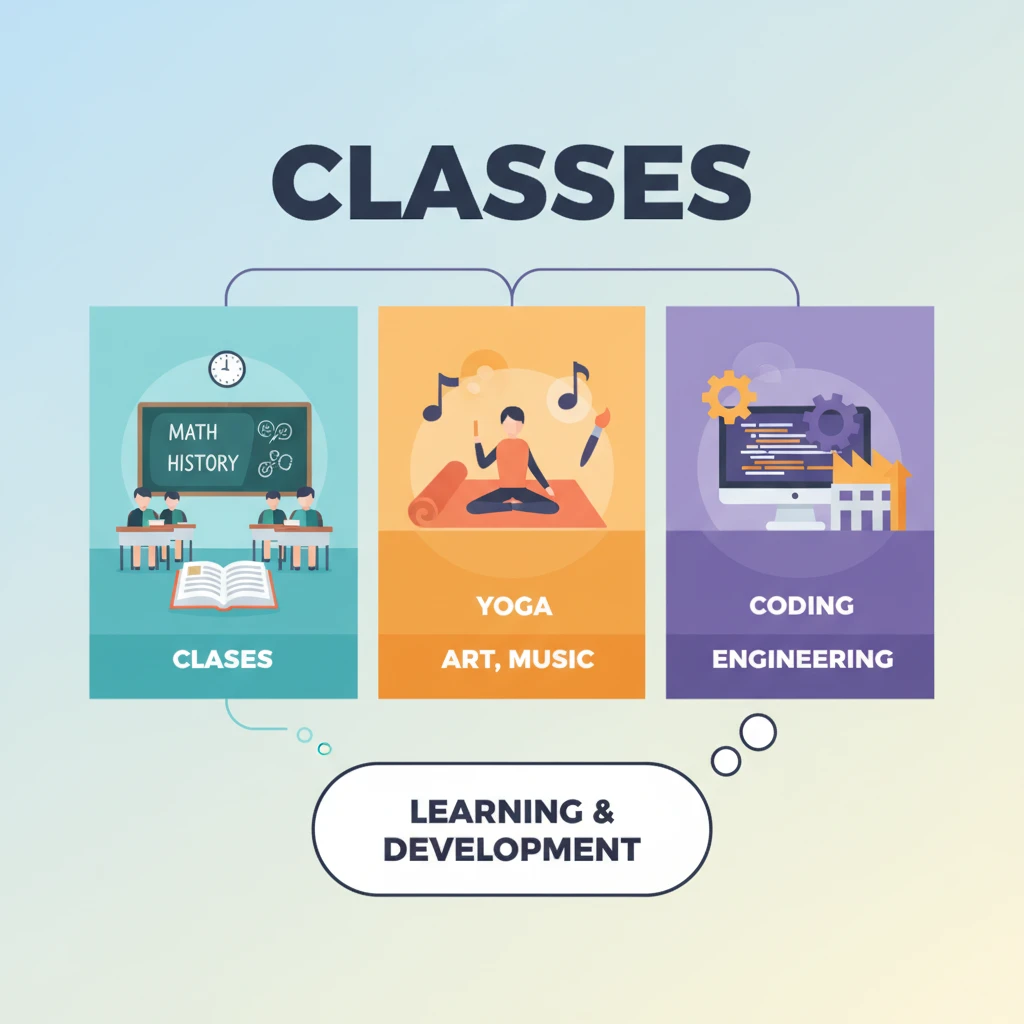 CLASSES
MATH
HISTORY
CLASES
YOGA
ART, MUSIC
CODING
ENGINEERING
LEARNING &
DEVELOPMENT